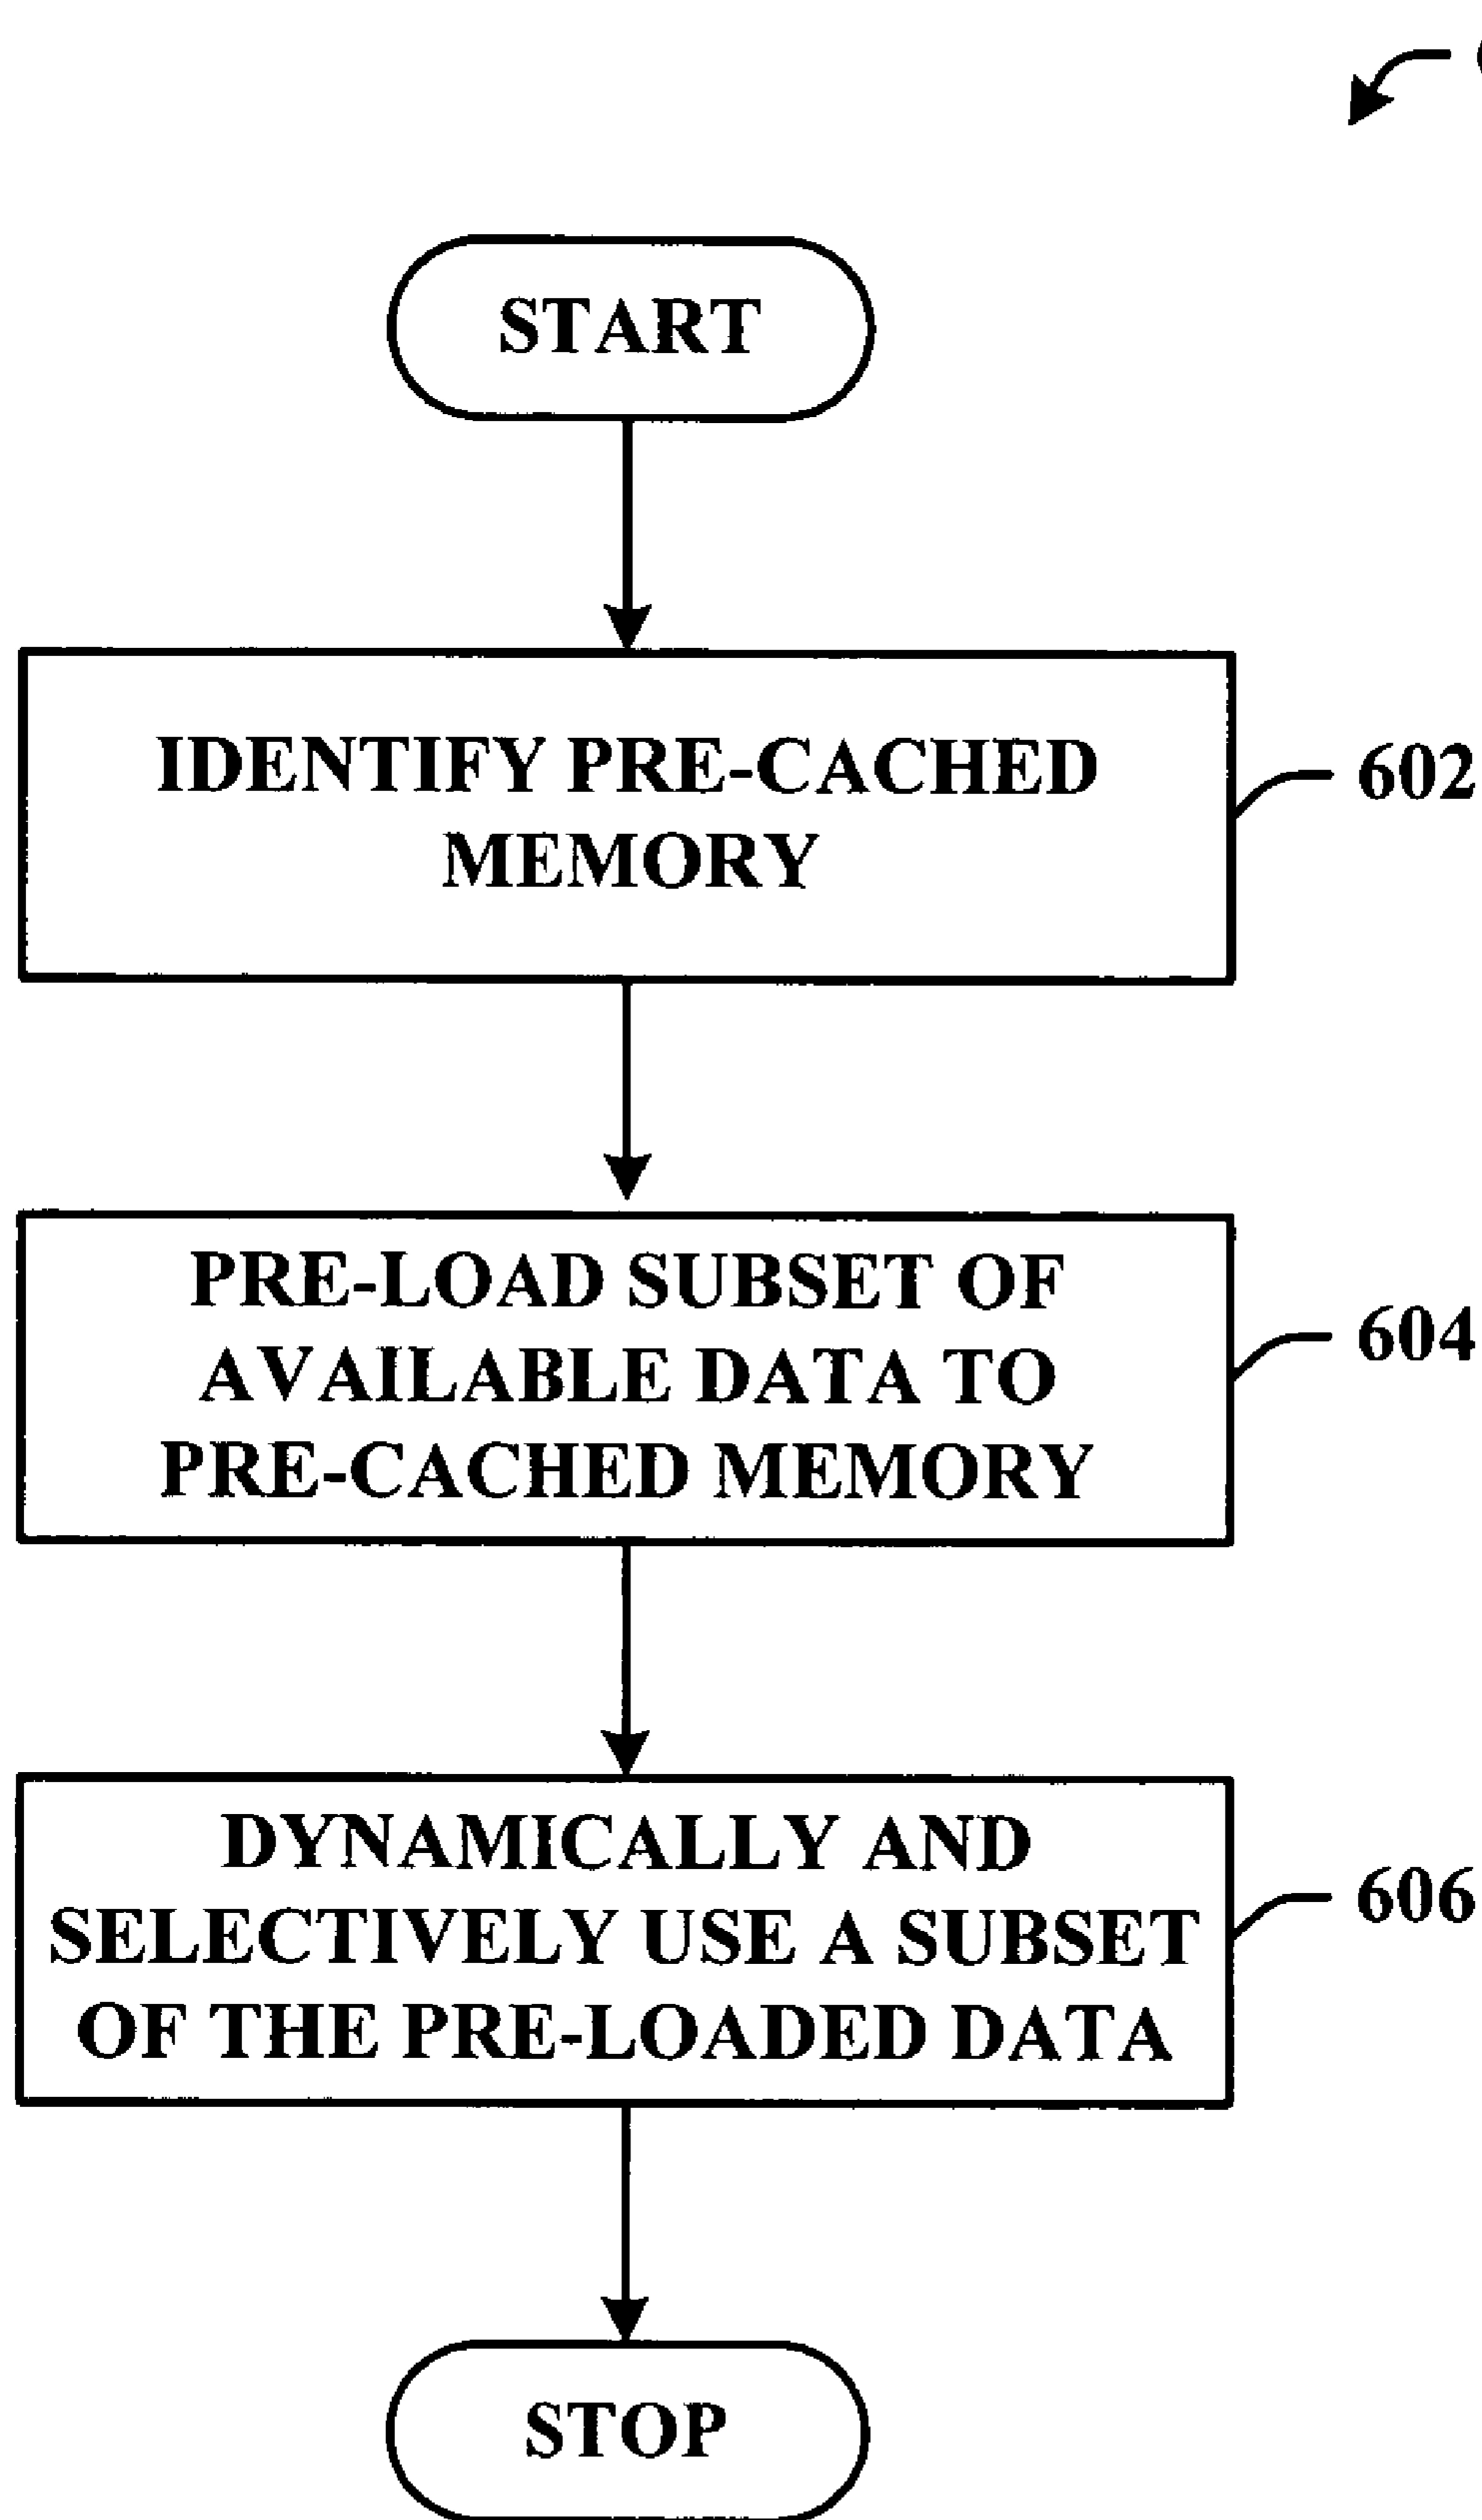 START
IDENTIFY PRE-CACHED
MEMORY
602
PRE-LOAD SUBSET OF
AVAILABLE DATA TO
PRE-CACHED MEMORY
604
DYNAMICALLY AND
SELECTIVELY USE A SUBSET
OF THE PRE-LOADED DATA
606
STOP